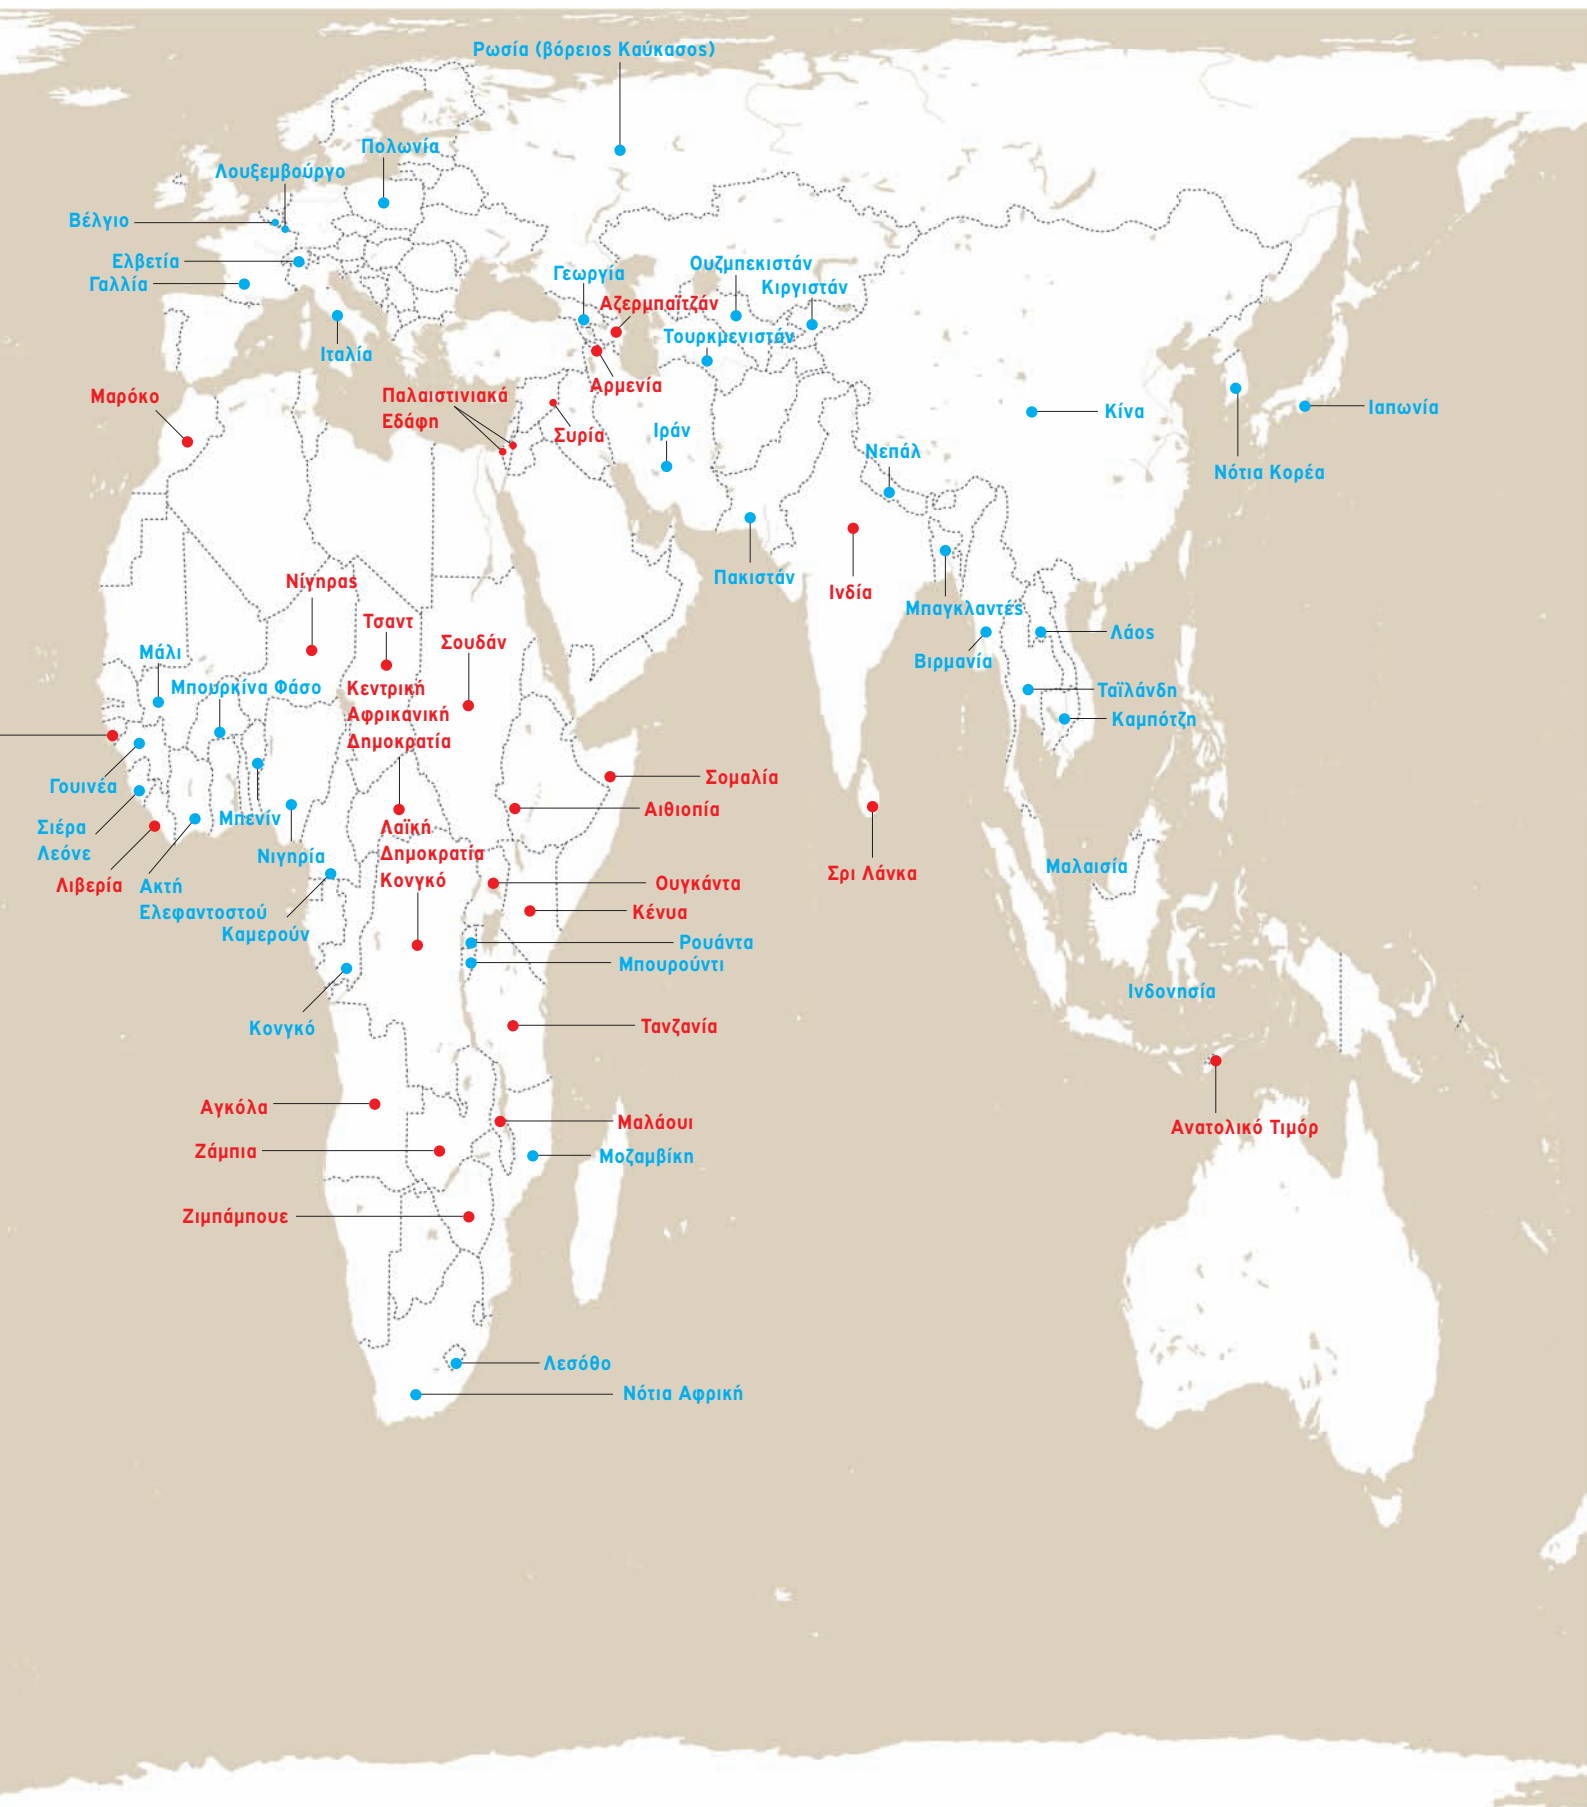 Ρωσία (βόρειος Καύκασος)
Πολωνία
Λουξεμβούργο
Βέλγιο
Ελβετία
Γαλλία
Ιταλία
Γεωργία
Ουζμπεκιστάν
Κιργιστάν
Αζερμπαϊτζάν
Τουρκμενιστάν
Αρμενία
Μαρόκο
Παλαιστινιακά
Εδάφη
Συρία
Ιράν
Κίνα
Ιαπωνία
Νεπάλ
Νότια Κορέα
Πακιστάν
Ινδία
Μπαγκλαντές
Νίγηρας
Τσαντ
Σουδάν
Λάος
Βιρμανία
Μάλι
Μπουρκίνα Φάσο
Κεντρική
Αφρικανική
Δημοκρατία
Ταϊλάνδη
Καμπότζη
Γουινέα
Σομαλία
Αιθιοπία
Σιέρα
Λεόνε
Μπενίν
Νιγηρία
Λαϊκή
Δημοκρατία
Κονγκό
Σρι Λάνκα
Μαλαισία
Λιβερία
Ακτή
Ελεφαντοστού
Καμερούν
Ουγκάντα
Κένυα
Ρουάντα
Μπουρούντι
Ινδονησία
Κονγκό
Τανζανία
Αγκόλα
Μαλάουι
Ανατολικό Τιμόρ
Ζάμπια
Μοζαμβίκη
Ζιμπάμπουε
Λεσόθο
Νότια Αφρική